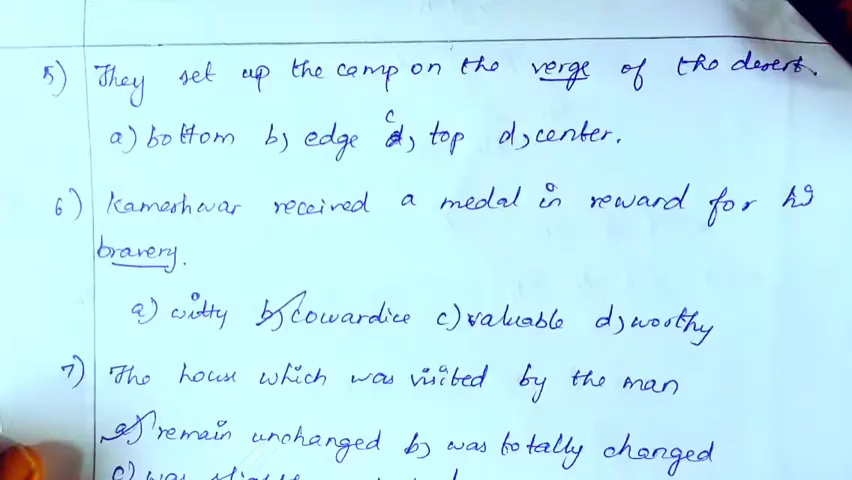 5) They set up the camp on the verge of the desert.
a) bottom b) edge c) top d) center.
6) Kameshwar received a medal in reward for his
bravery.
a) witty b) cowardice c) valuable d) worthy
7) The house which was visited by the man
a) remain unchanged b) was totally changed
c) was